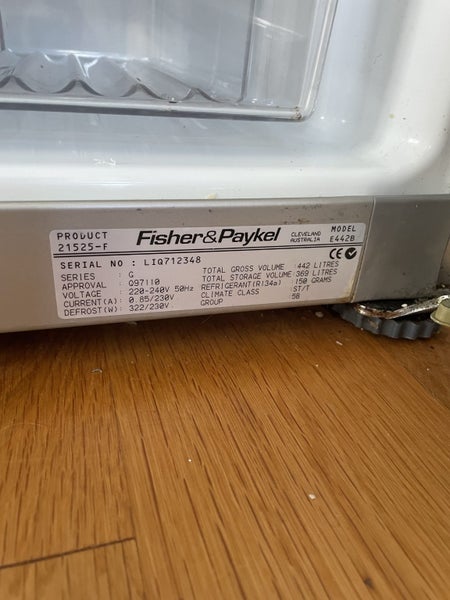 PRODUCT
21525-F
Fisher&Paykel
CLEVELAND
AUSTRALIA
MODEL
E442B
SERIAL NO : LIQ712348
SERIES : G
APPROVAL : Q97110
VOLTAGE : 220-240V 50Hz
CURRENT(A): 0.85/230V
DEFROST(W): 322/230V
TOTAL GROSS VOLUME : 442 LITRES
TOTAL STORAGE VOLUME : 369 LITRES
REFRIGERANT(R134a) : 150 GRAMS
CLIMATE CLASS : ST/T
GROUP : 5B
CE